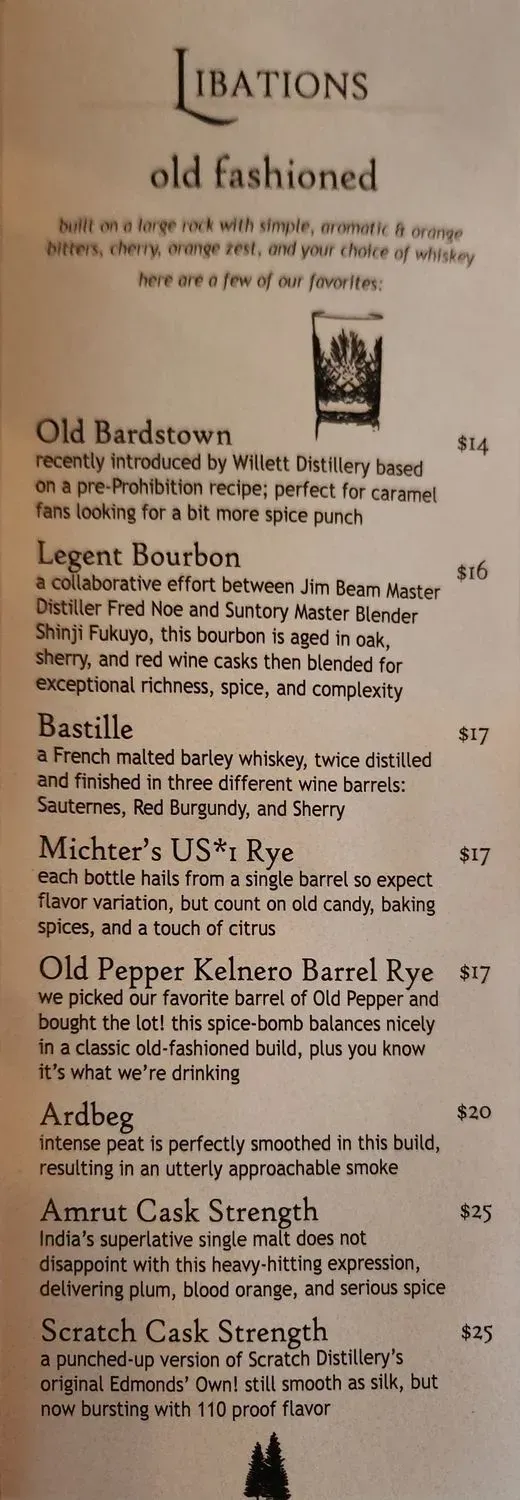 LIBATIONS
old fashioned
built on a large rock with simple, aromatic & orange
bitters, cherry, orange zest, and your choice of whiskey
here are a few of our favorites:
Old Bardstown $14
recently introduced by Willett Distillery based
on a pre-Prohibition recipe; perfect for caramel
fans looking for a bit more spice punch
Legent Bourbon $16
a collaborative effort between Jim Beam Master
Distiller Fred Noe and Suntory Master Blender
Shinji Fukuyo, this bourbon is aged in oak,
sherry, and red wine casks then blended for
exceptional richness, spice, and complexity
Bastille $17
a French malted barley whiskey, twice distilled
and finished in three different wine barrels:
Sauternes, Red Burgundy, and Sherry
Michter's US*1 Rye $17
each bottle hails from a single barrel so expect
flavor variation, but count on old candy, baking
spices, and a touch of citrus
Old Pepper Kelnero Barrel Rye $17
we picked our favorite barrel of Old Pepper and
bought the lot! this spice-bomb balances nicely
in a classic old-fashioned build, plus you know
it's what we're drinking
Ardbeg $20
intense peat is perfectly smoothed in this build,
resulting in an utterly approachable smoke
Amrut Cask Strength $25
India's superlative single malt does not
disappoint with this heavy-hitting expression,
delivering plum, blood orange, and serious spice
Scratch Cask Strength $25
a punched-up version of Scratch Distillery's
original Edmonds' Own! still smooth as silk, but
now bursting with 110 proof flavor